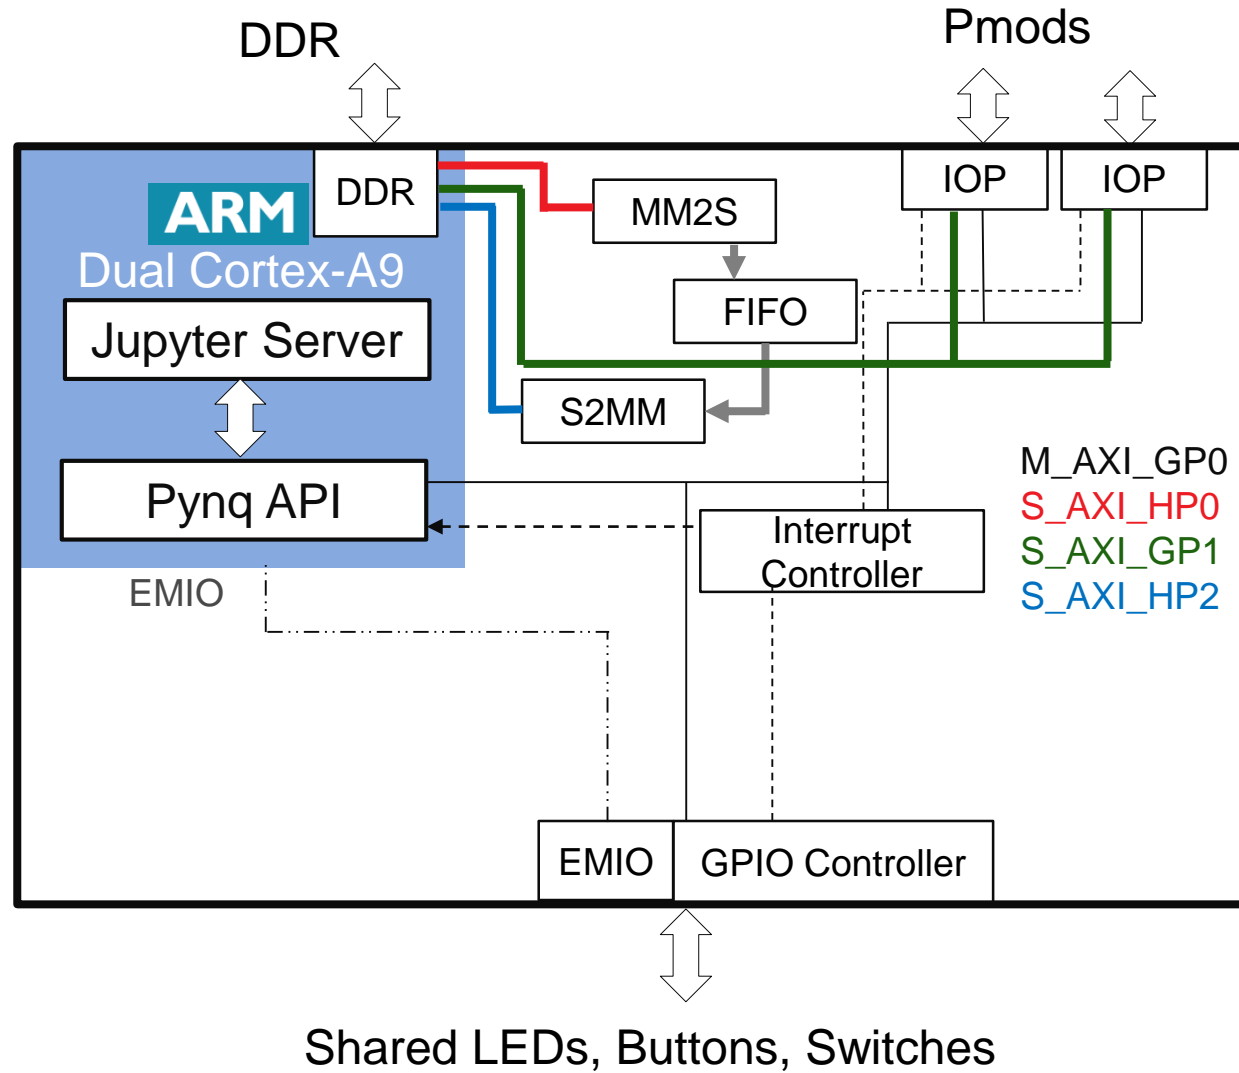 DDR
Pmods
DDR
MM2S
IOP
IOP
ARM
Dual Cortex-A9
FIFO
Jupyter Server
S2MM
M_AXI_GP0
Pynq API
S_AXI_HP0
Interrupt
Controller
S_AXI_GP1
S_AXI_HP2
EMIO
EMIO
GPIO Controller
Shared LEDs, Buttons, Switches